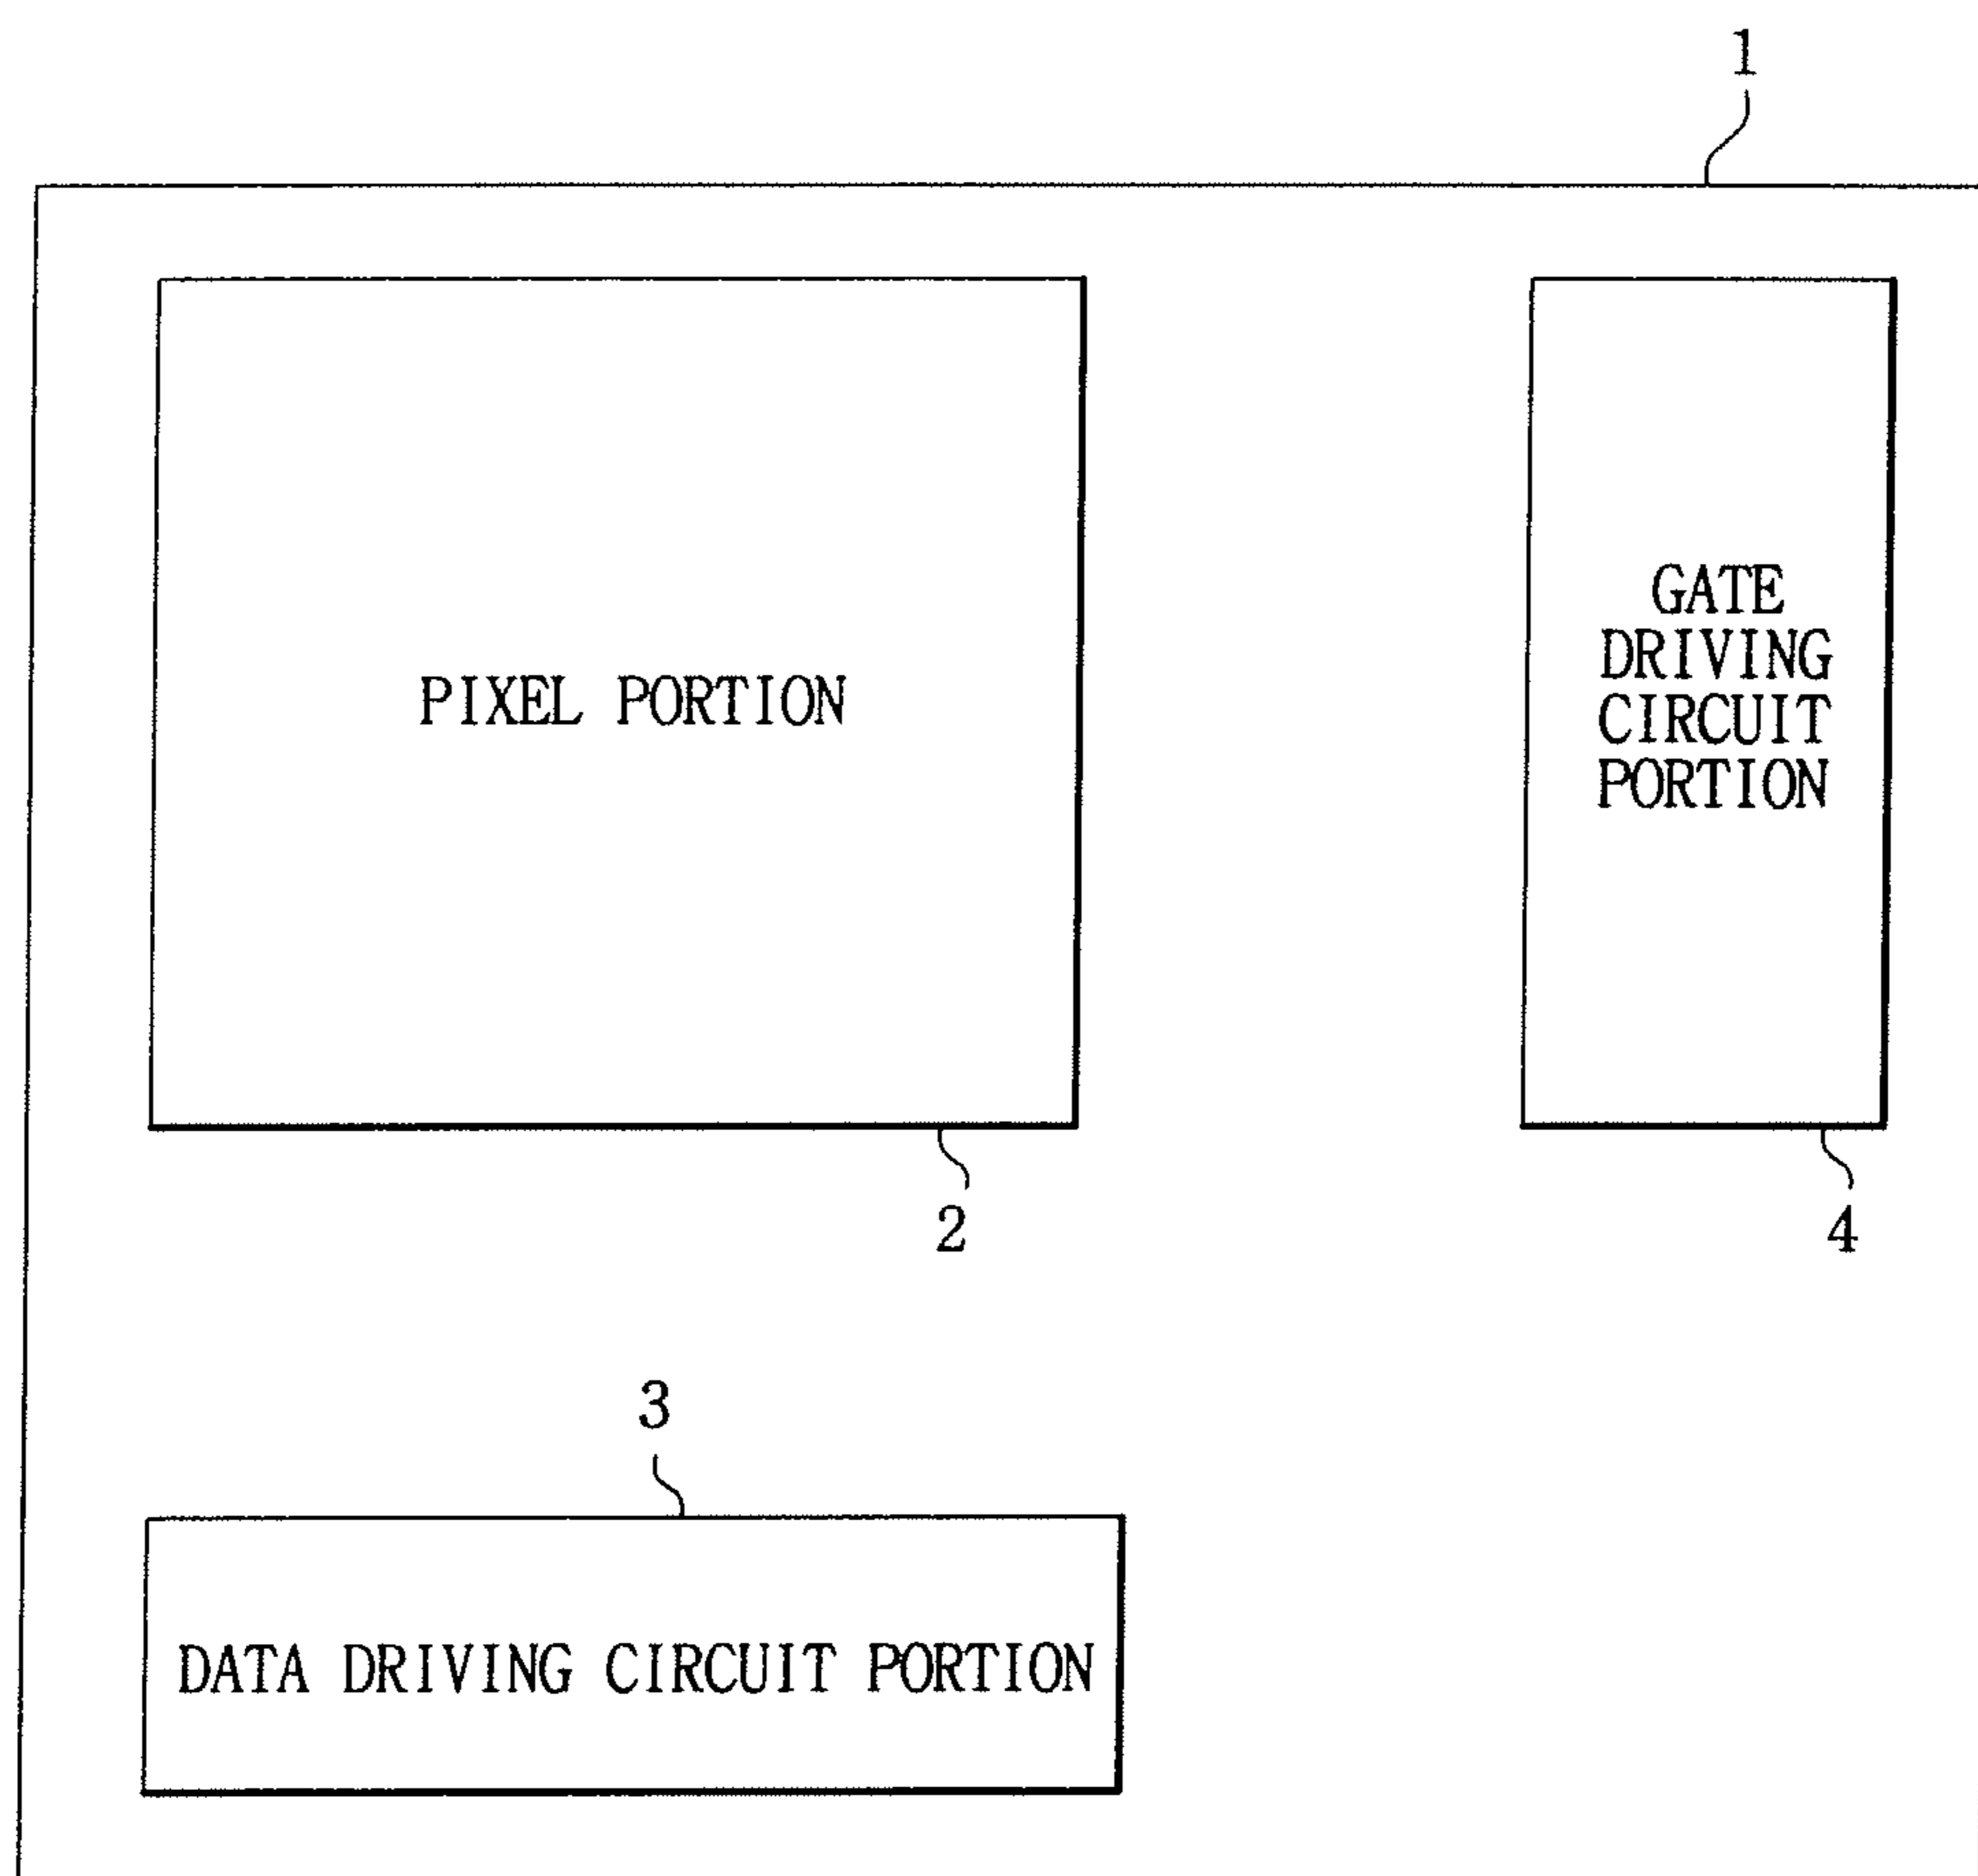 1
PIXEL PORTION
GATE
DRIVING
CIRCUIT
PORTION
2
4
3
DATA DRIVING CIRCUIT PORTION